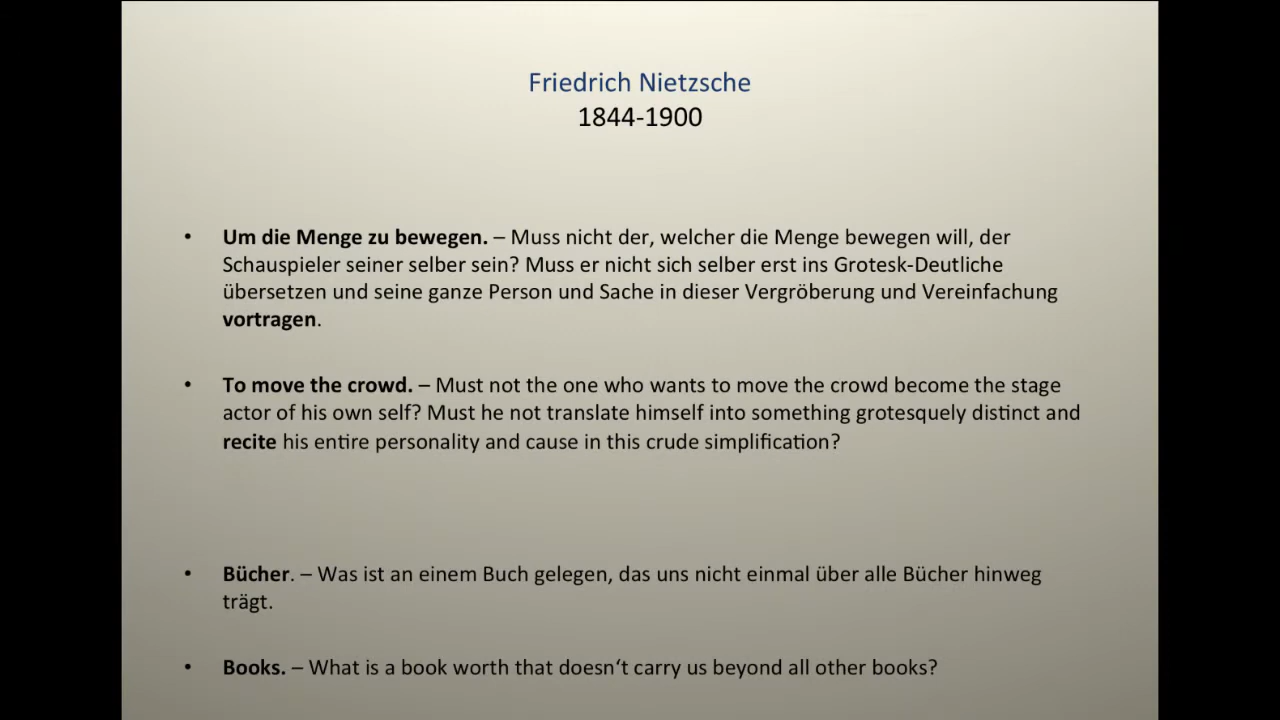 Friedrich Nietzsche
1844-1900
• Um die Menge zu bewegen. – Muss nicht der, welcher die Menge bewegen will, der
Schauspieler seiner selber sein? Muss er nicht sich selber erst ins Grotesk-Deutliche
übersetzen und seine ganze Person und Sache in dieser Vergröberung und Vereinfachung
vortragen.
• To move the crowd. – Must not the one who wants to move the crowd become the stage
actor of his own self? Must he not translate himself into something grotesquely distinct and
recite his entire personality and cause in this crude simplification?
• Bücher. – Was ist an einem Buch gelegen, das uns nicht einmal über alle Bücher hinweg
trägt.
• Books. – What is a book worth that doesn‘t carry us beyond all other books?